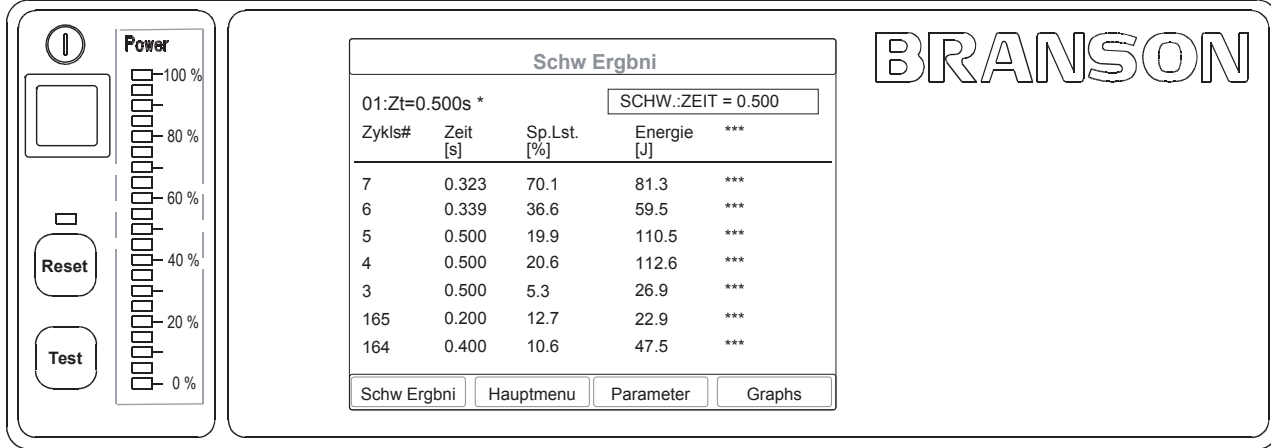 Power
100 %
80 %
60 %
40 %
20 %
0 %
Reset
Test
Schw Ergbni
01:Zt=0.500s *
SCHW.:ZEIT = 0.500
Zykls# Zeit Sp.Lst. Energie ***
[s] [%] [J]
7 0.323 70.1 81.3 ***
6 0.339 36.6 59.5 ***
5 0.500 19.9 110.5 ***
4 0.500 20.6 112.6 ***
3 0.500 5.3 26.9 ***
165 0.200 12.7 22.9 ***
164 0.400 10.6 47.5 ***
Schw Ergbni Hauptmenu Parameter Graphs
BRANSON